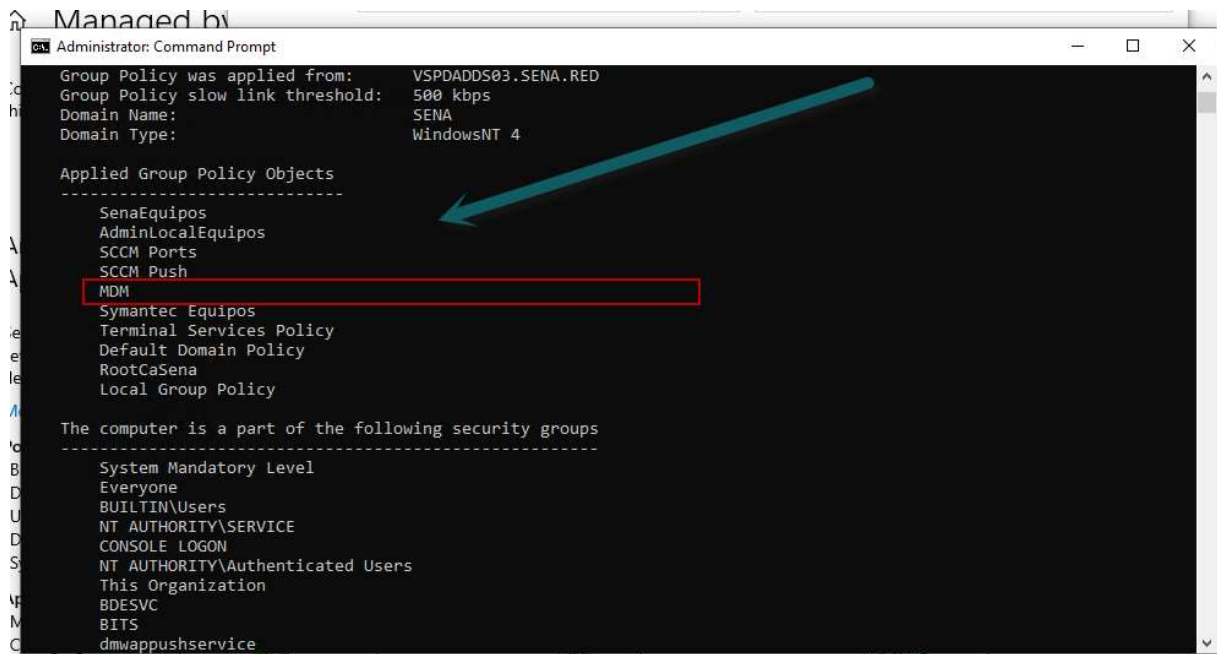 Managed by
Administrator: Command Prompt
Group Policy was applied from: VSPDADDS03.SENA.RED
Group Policy slow link threshold: 500 kbps
Domain Name: SENA
Domain Type: WindowsNT 4
Applied Group Policy Objects
-----------------------------
SenaEquipos
AdminLocalEquipos
SCCM Ports
SCCM Push
MDM
Symantec Equipos
Terminal Services Policy
Default Domain Policy
RootCaSena
Local Group Policy
The computer is a part of the following security groups
-------------------------------------------------------
System Mandatory Level
Everyone
BUILTIN\Users
NT AUTHORITY\SERVICE
CONSOLE LOGON
NT AUTHORITY\Authenticated Users
This Organization
BDESVC
BITS
dmwappushservice